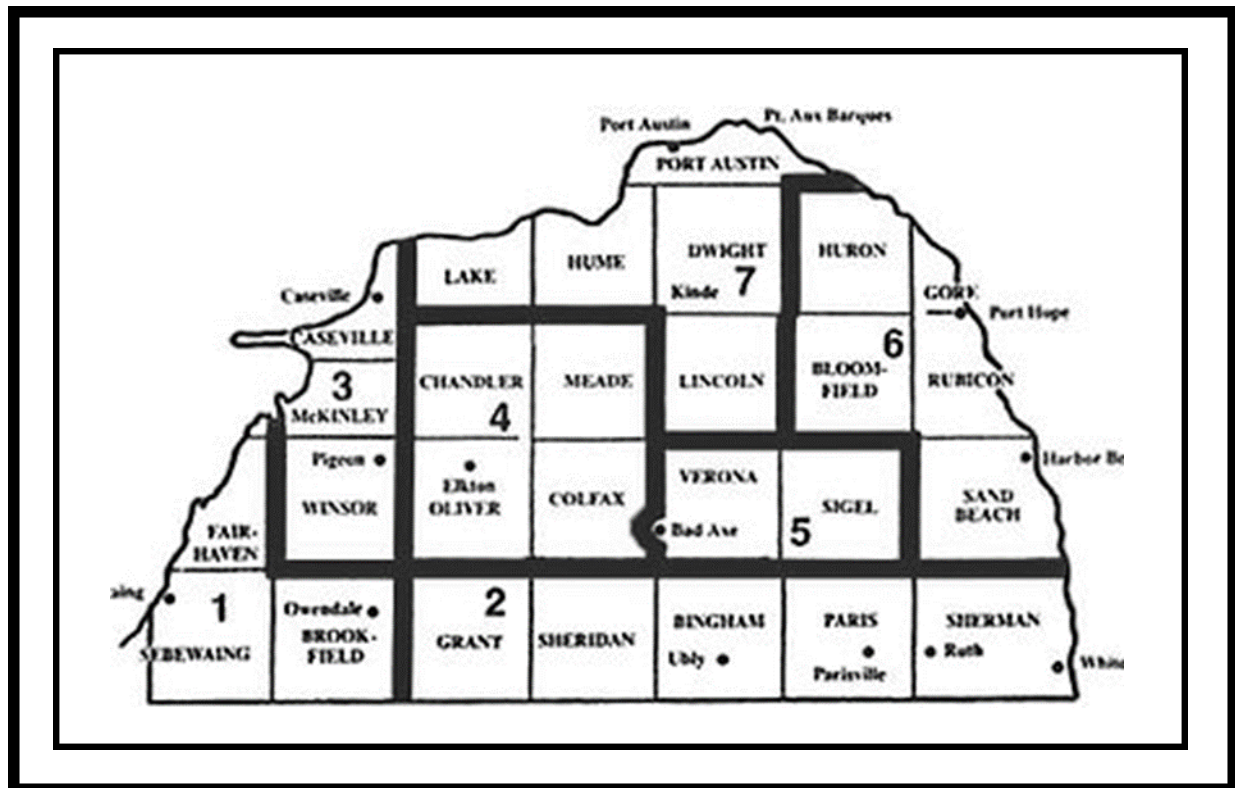 Port Austin
Pt. Aux Barques
PORT AUSTIN
LAKE
HUME
DWIGHT
HURON
Kinde
7
Caseville
GORE
Port Hope
CASEVILLE
3
McKINLEY
CHANDLER
4
MEADE
LINCOLN
6
BLOOM-
FIELD
RUBICON
Pigeon
WINSOR
Elkton
OLIVER
COLFAX
VERONA
Bad Axe
5
SIGEL
Harbor Be
SAND
BEACH
FAIR-
HAVEN
aing
1
SEBEWAING
Owendale
BROOK-
FIELD
2
GRANT
SHERIDAN
BINGHAM
Ubly
PARIS
Parisville
SHERMAN
Ruth
White